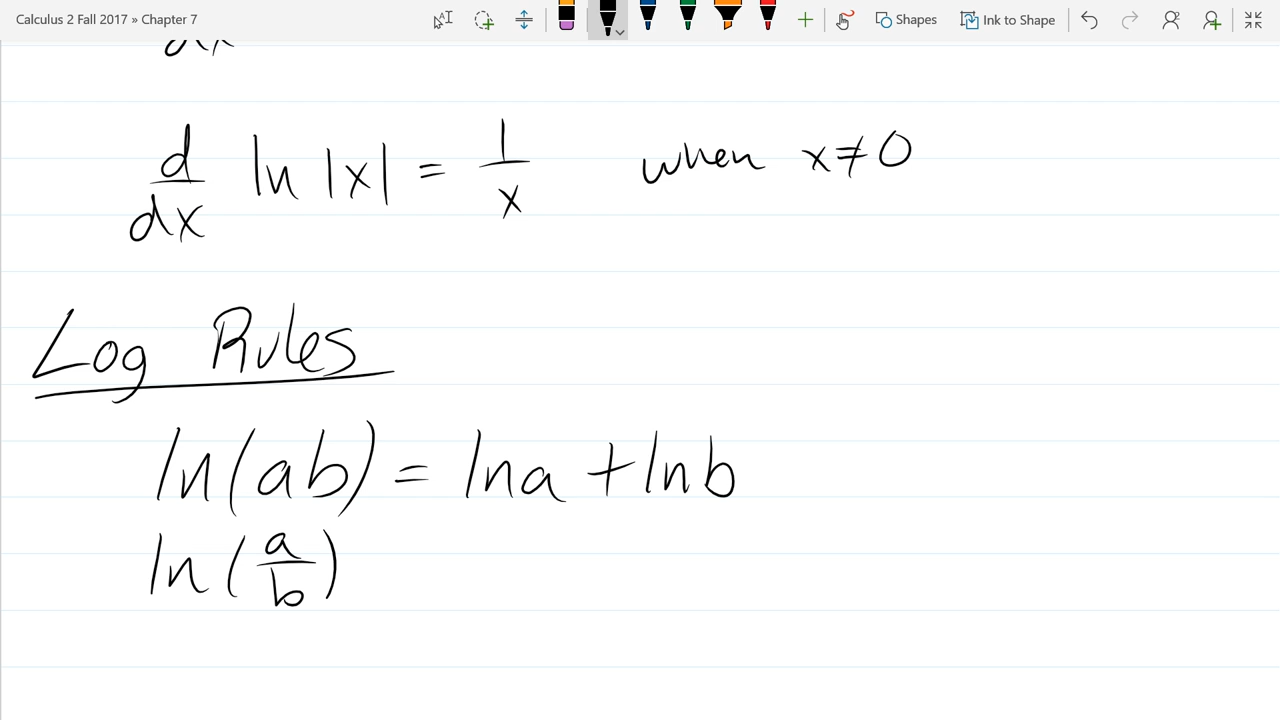 Calculus 2 Fall 2017 » Chapter 7
Shapes
Ink to Shape
d/dx ln |x| = 1/x when x ≠ 0
Log Rules
ln(ab) = ln a + ln b
ln(a/b)